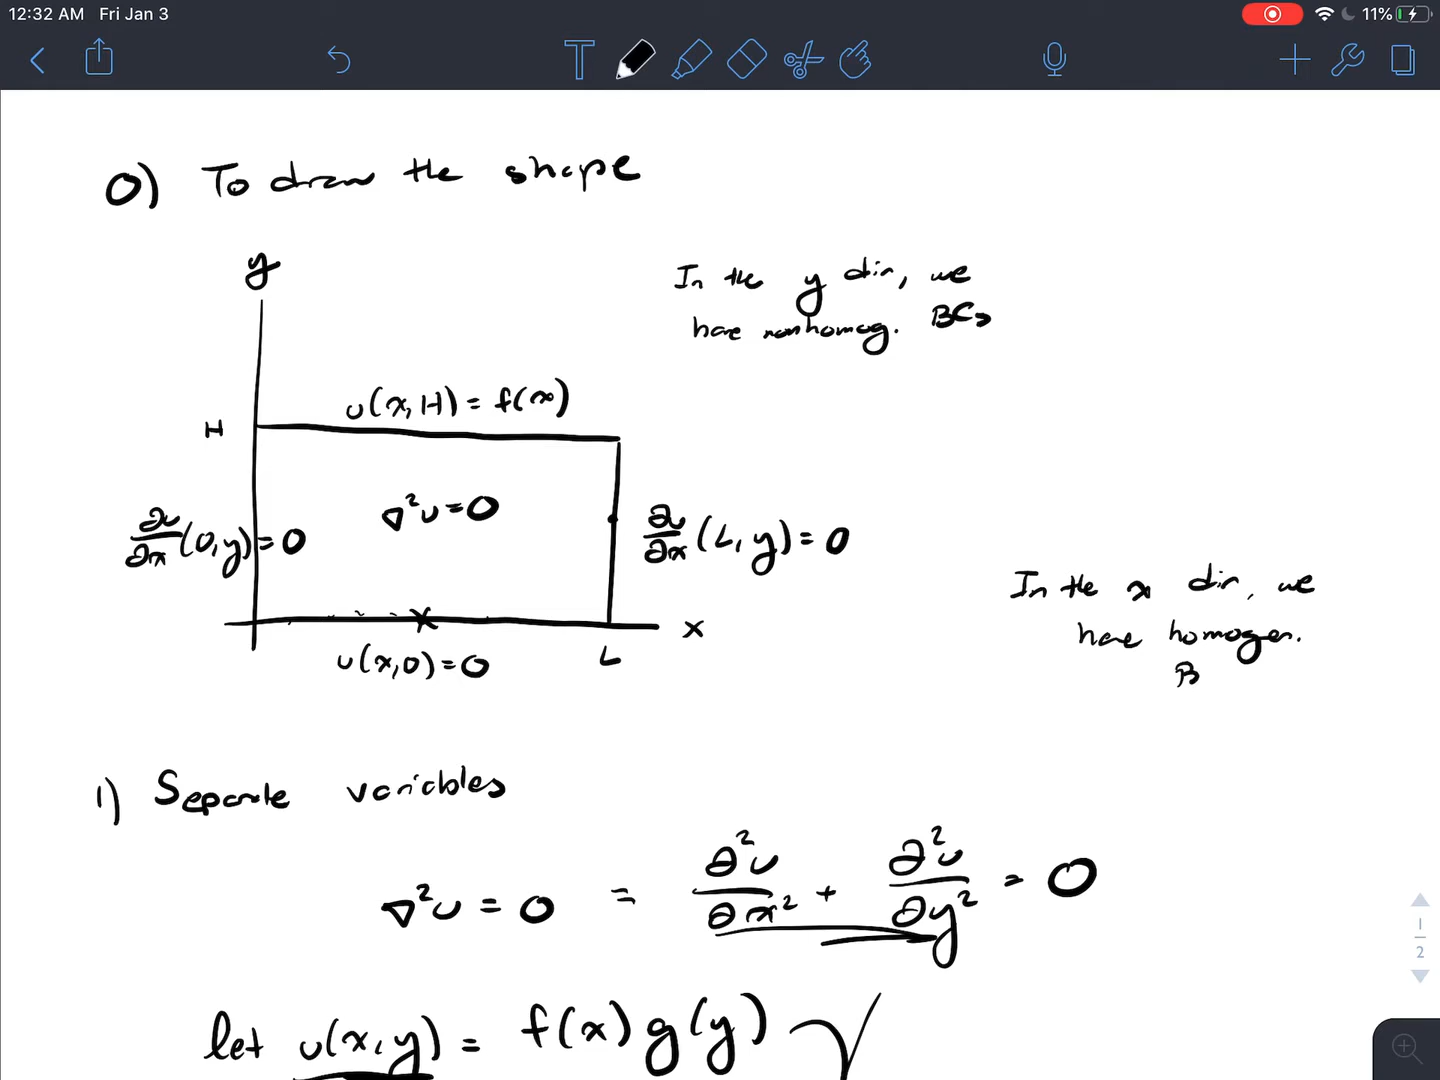 12:32 AM Fri Jan 3 11%
0) To draw the shape
y
In the y dir, we
have nonhomog. BCs
u(x,H) = f(x)
H
∇²u = 0
∂u/∂x (0,y) = 0
∂u/∂x (L,y) = 0
In the x dir, we
have homogen.
B
x
u(x,0) = 0
L
1) Separate variables
∇²u = 0 = ∂²u/∂x² + ∂²u/∂y² = 0
let u(x,y) = f(x) g(y)
1
2